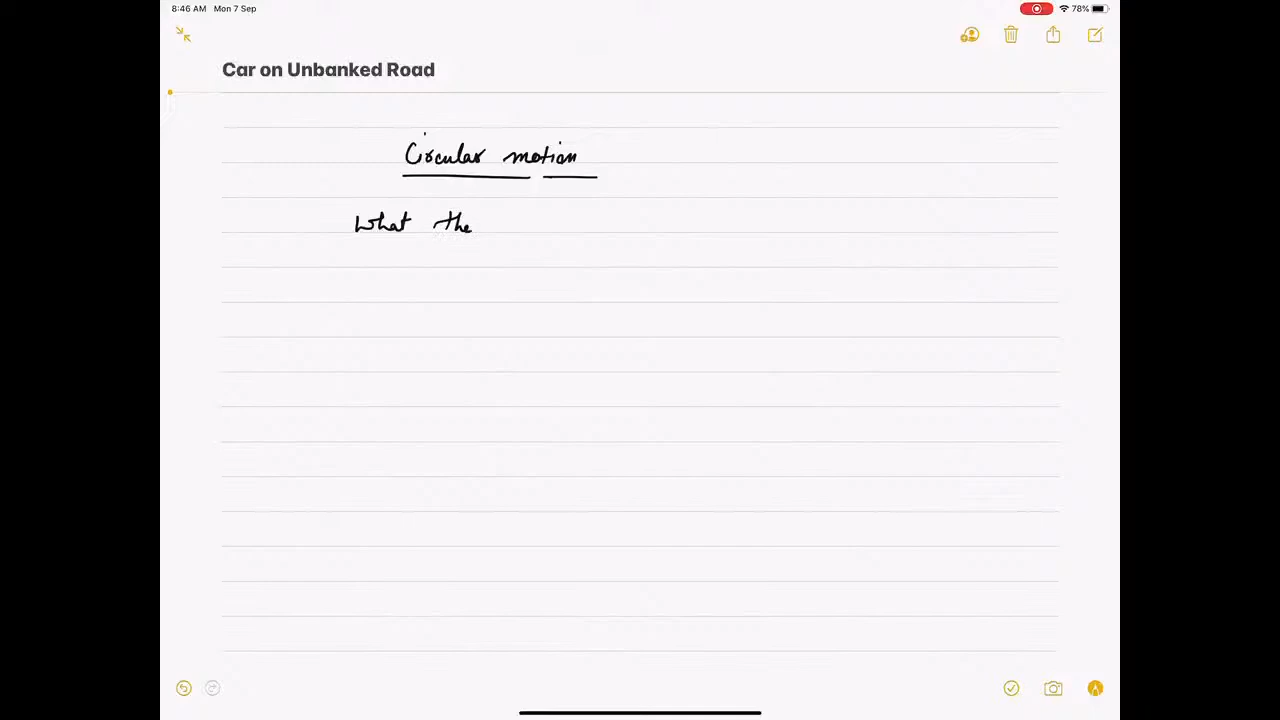 8:46 AM Mon 7 Sep 78%
Car on Unbanked Road
Circular motion
What the